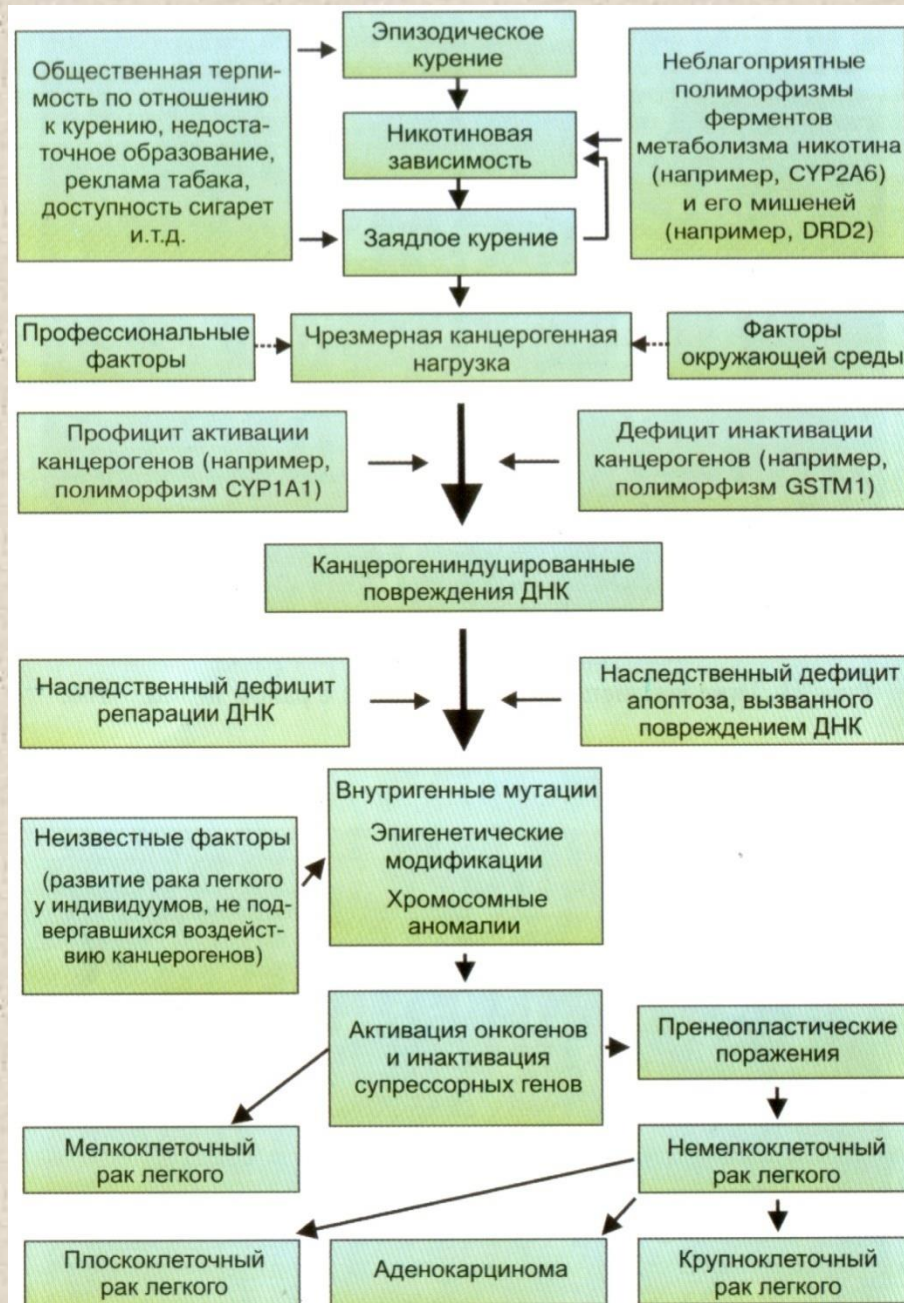 Эпизодическое
курение
Общественная терпи-
мость по отношению
к курению, недоста-
точное образование,
реклама табака,
доступность сигарет
и.т.д.
Неблагоприятные
полиморфизмы
ферментов
метаболизма никотина
(например, CYP2A6)
и его мишеней
(например, DRD2)
Никотиновая
зависимость
Заядлое курение
Профессиональные
факторы
Чрезмерная канцерогенная
нагрузка
Факторы
окружающей среды
Профицит активации
канцерогенов (например,
полиморфизм CYP1A1)
Дефицит инактивации
канцерогенов (например,
полиморфизм GSTM1)
Канцерогениндуцированные
повреждения ДНК
Наследственный дефицит
репарации ДНК
Наследственный дефицит
апоптоза, вызванного
повреждением ДНК
Неизвестные факторы
(развитие рака легкого
у индивидуумов, не под-
вергавшихся воздейст-
вию канцерогенов)
Внутригенные мутации
Эпигенетические
модификации
Хромосомные
аномалии
Активация онкогенов
и инактивация
супрессорных генов
Пренеопластические
поражения
Мелкоклеточный
рак легкого
Немелкоклеточный
рак легкого
Плоскоклеточный
рак легкого
Аденокарцинома
Крупноклеточный
рак легкого